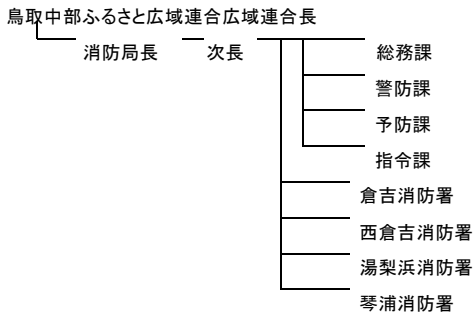 鳥取中部ふるさと広域連合広域連合長
消防局長 次長 総務課
警防課
予防課
指令課
倉吉消防署
西倉吉消防署
湯梨浜消防署
琴浦消防署